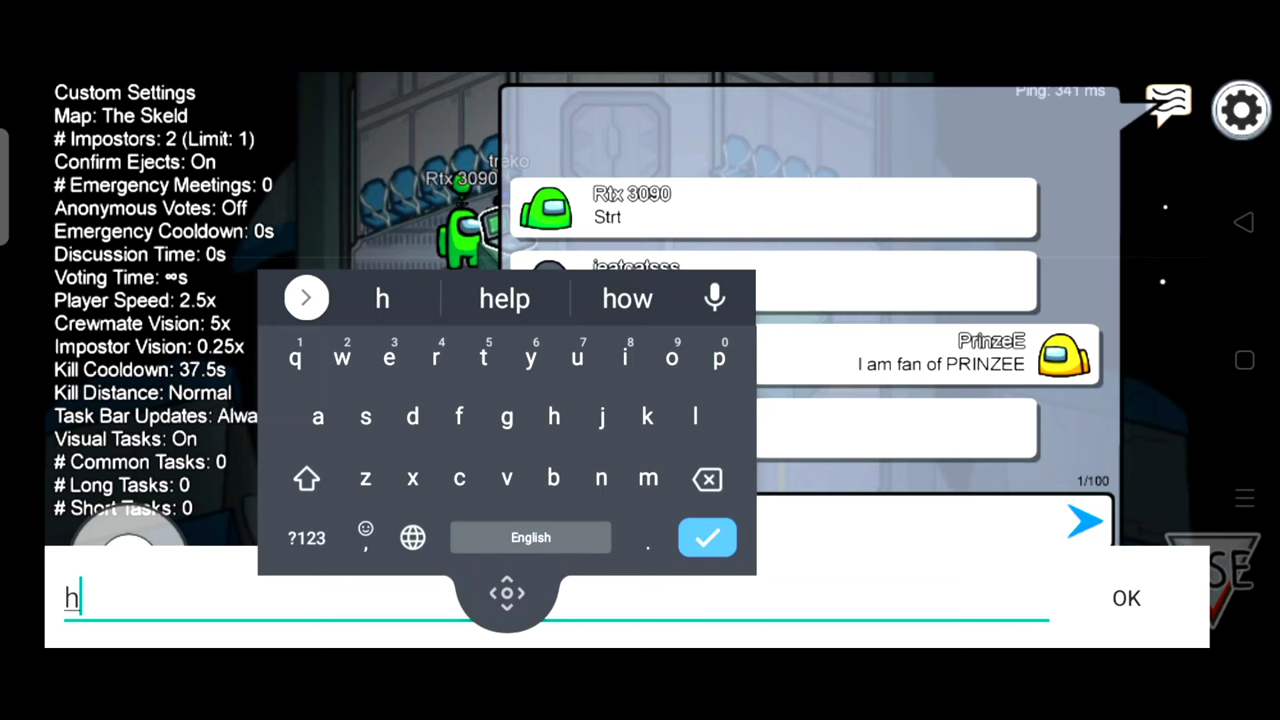 Custom Settings
Map: The Skeld
# Impostors: 2 (Limit: 1)
Confirm Ejects: On
# Emergency Meetings: 0
Anonymous Votes: Off
Emergency Cooldown: 0s
Discussion Time: 0s
Voting Time: ∞s
Player Speed: 2.5x
Crewmate Vision: 5x
Impostor Vision: 0.25x
Kill Cooldown: 37.5s
Kill Distance: Normal
Task Bar Updates: Alwa
Visual Tasks: On
# Common Tasks: 0
# Long Tasks: 0
# Short Tasks: 0
Ping: 341 ms
treko
Rtx 3090
Rtx 3090
Strt
jeatcatsss
PrinzeE
I am fan of PRINZEE
1/100
h help how
1 2 3 4 5 6 7 8 9 0
q w e r t y u i o p
a s d f g h j k l
z x c v b n m
?123 , English .
h
OK
SE